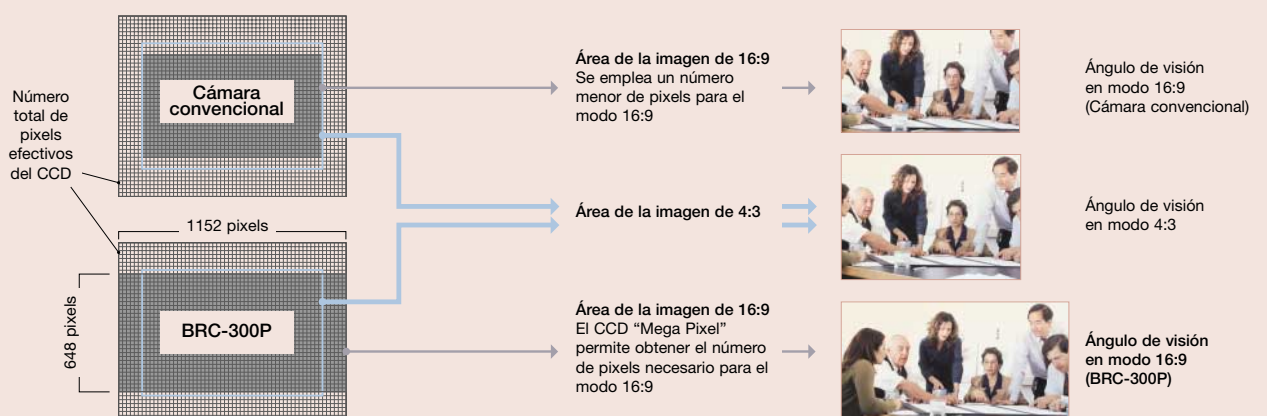 Número
total de
pixels
efectivos
del CCD
Cámara
convencional
Área de la imagen de 16:9
Se emplea un número
menor de pixels para el
modo 16:9
Ángulo de visión
en modo 16:9
(Cámara convencional)
Área de la imagen de 4:3
Ángulo de visión
en modo 4:3
1152 pixels
648 pixels
BRC-300P
Área de la imagen de 16:9
El CCD “Mega Pixel”
permite obtener el número
de pixels necesario para el
modo 16:9
Ángulo de visión
en modo 16:9
(BRC-300P)